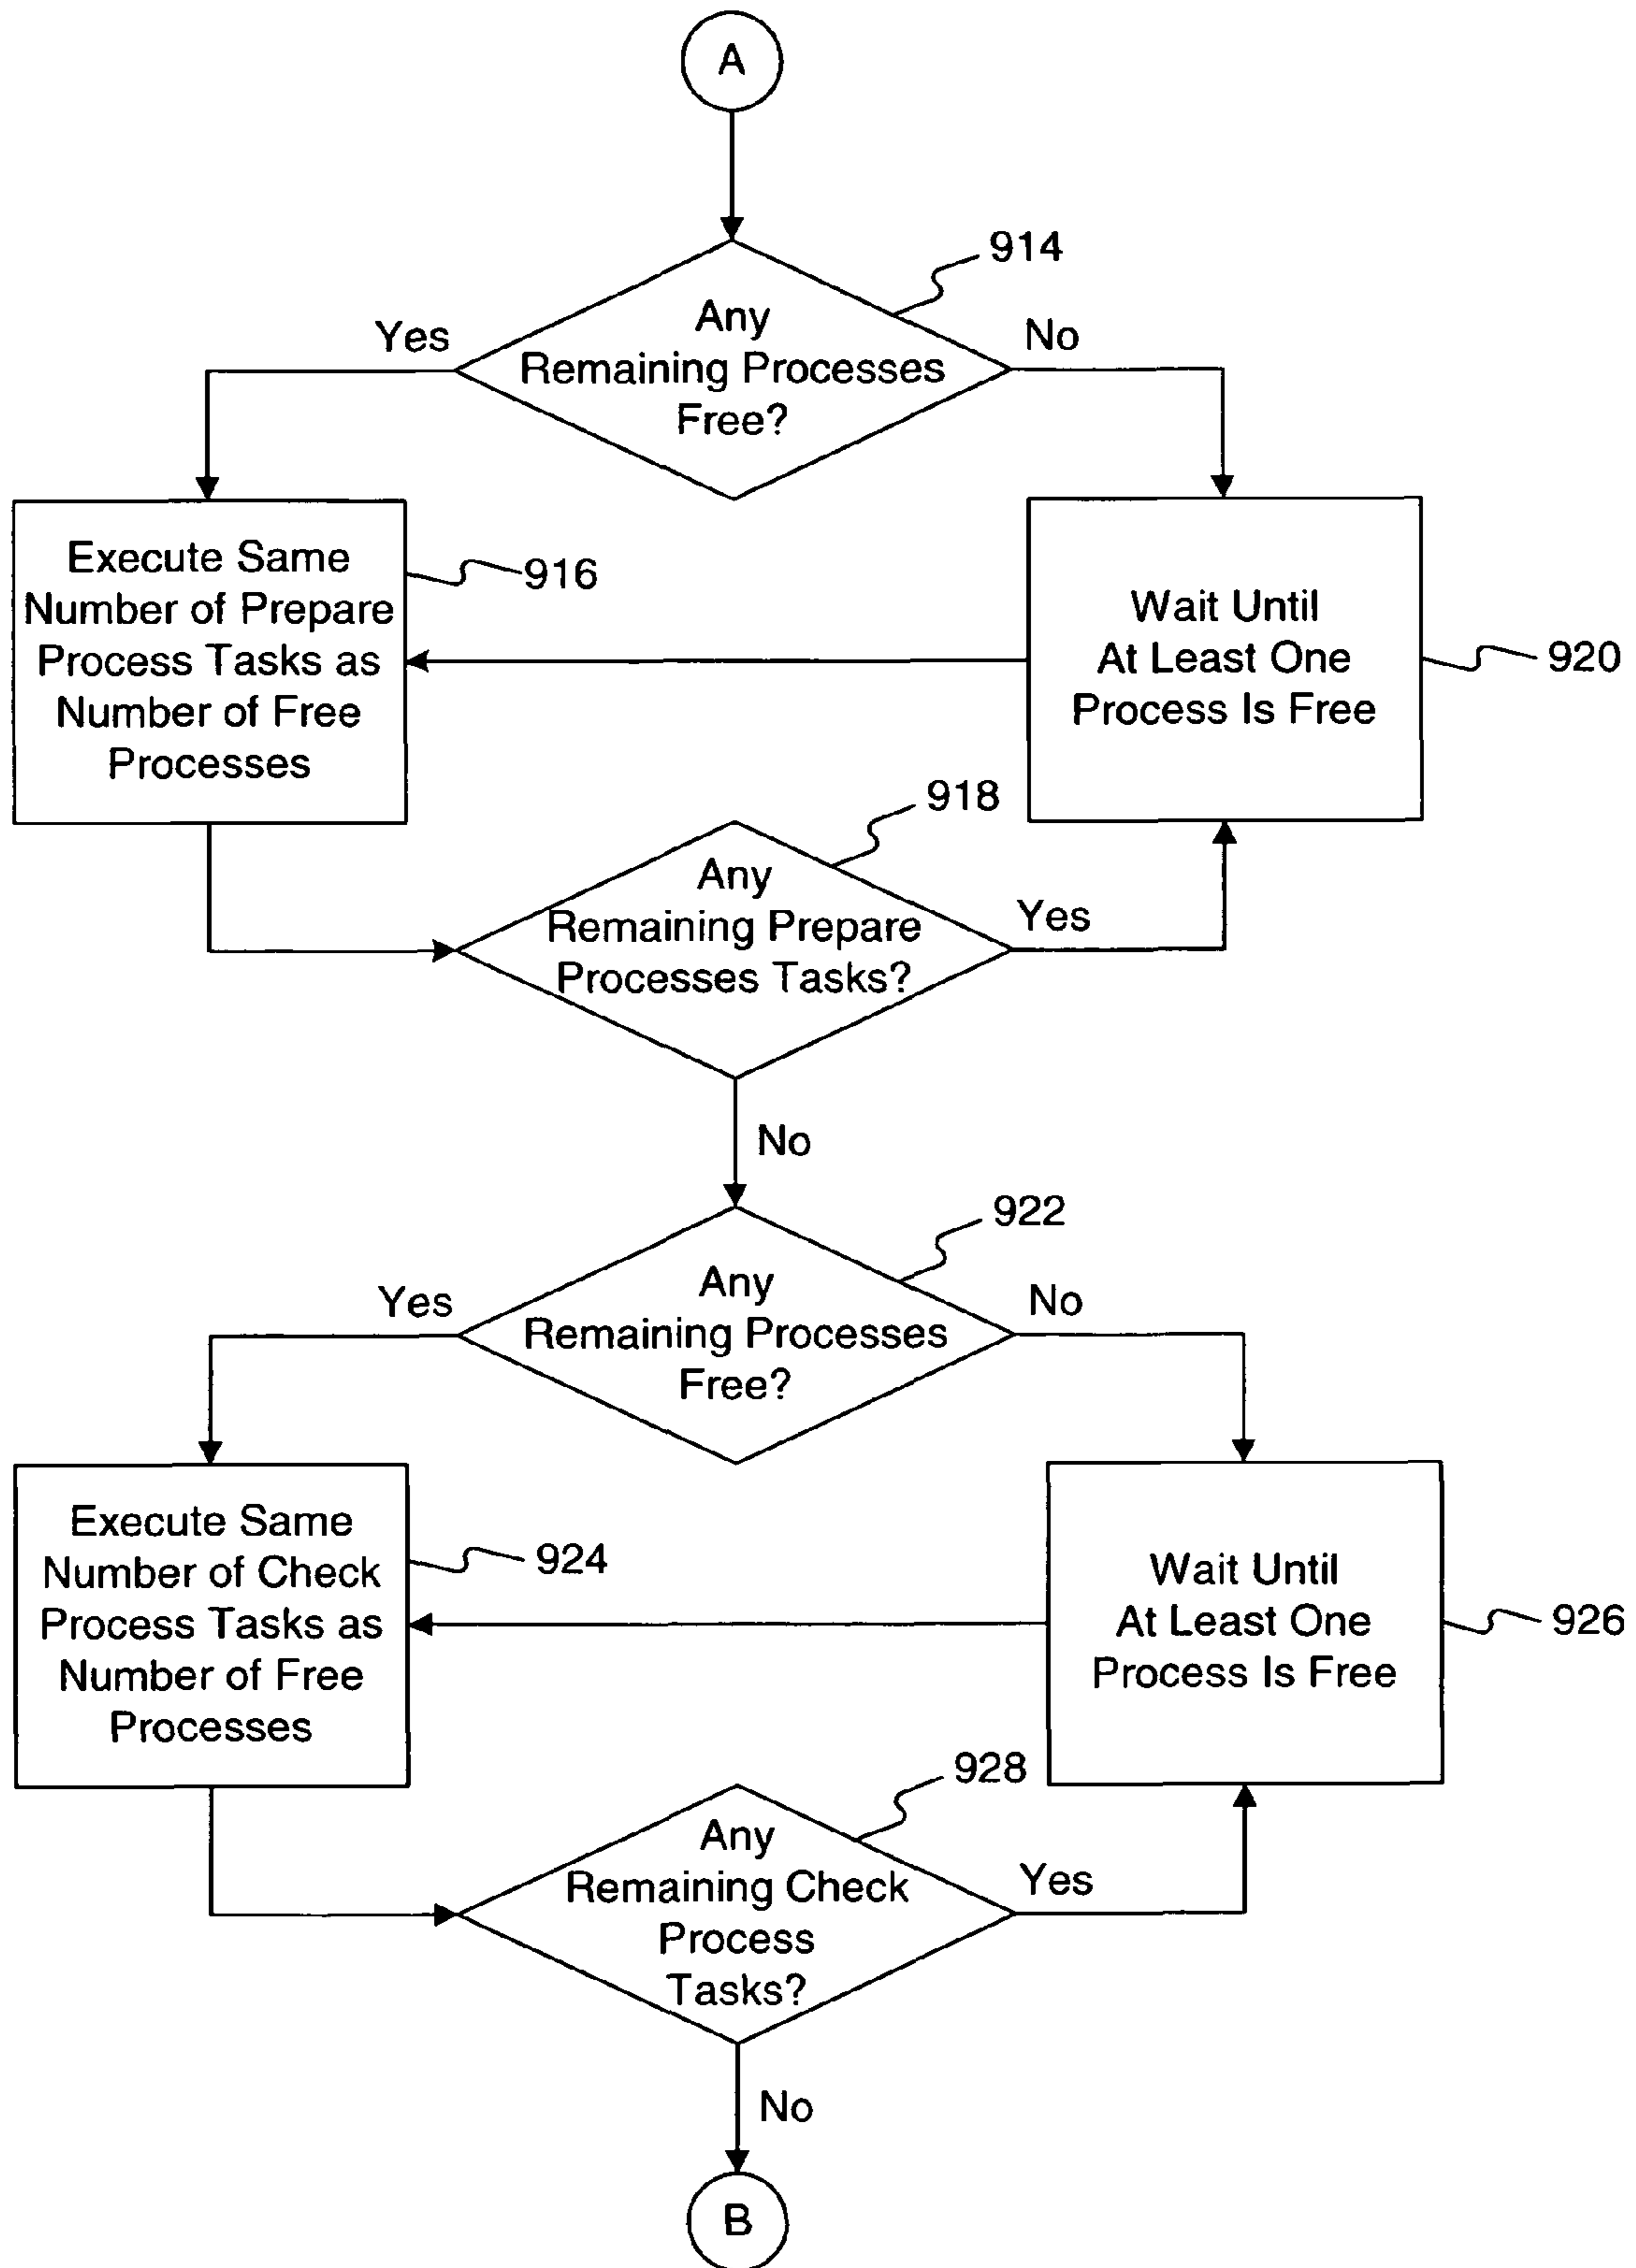 A
914
Any
Remaining Processes
Free?
Yes
No
Execute Same
Number of Prepare
Process Tasks as
Number of Free
Processes
916
Wait Until
At Least One
Process Is Free
920
918
Any
Remaining Prepare
Processes Tasks?
Yes
No
922
Any
Remaining Processes
Free?
Yes
No
Execute Same
Number of Check
Process Tasks as
Number of Free
Processes
924
Wait Until
At Least One
Process Is Free
926
928
Any
Remaining Check
Process
Tasks?
Yes
No
B